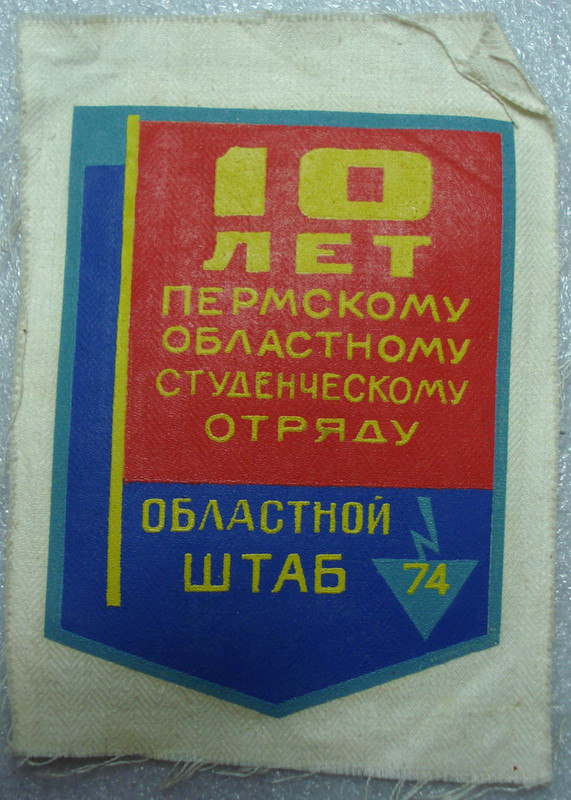 10
ЛЕТ
ПЕРМСКОМУ
ОБЛАСТНОМУ
СТУДЕНЧЕСКОМУ
ОТРЯДУ
ОБЛАСТНОЙ
ШТАБ
74